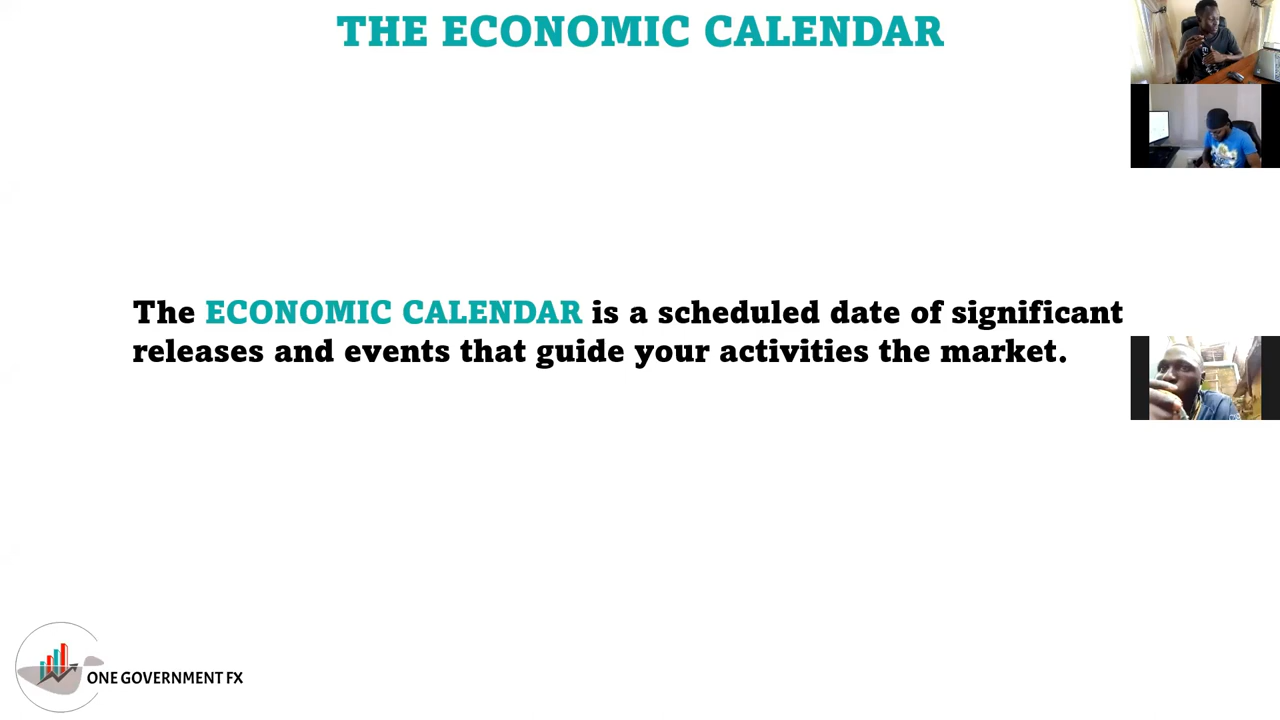 THE ECONOMIC CALENDAR
The ECONOMIC CALENDAR is a scheduled date of significant
releases and events that guide your activities the market.
ONE GOVERNMENT FX